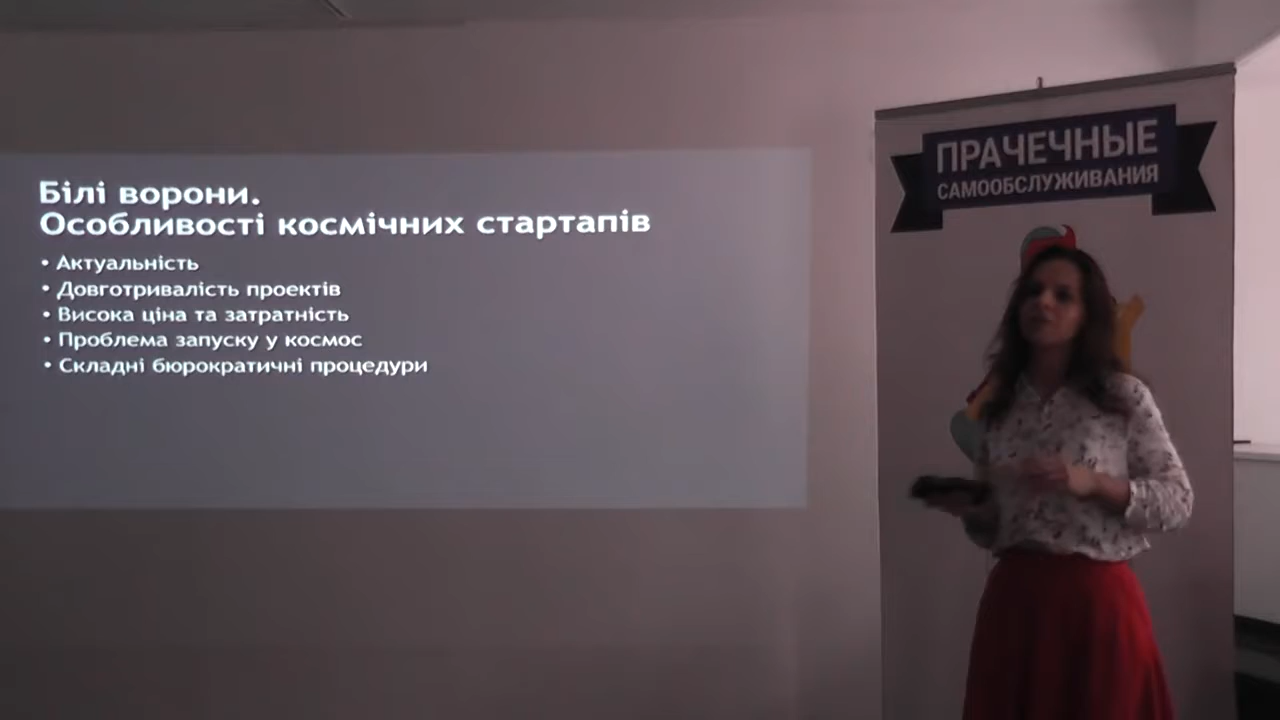 Білі ворони.
Особливості космічних стартапів
• Актуальність
• Довготривалість проектів
• Висока ціна та затратність
• Проблема запуску у космос
• Складні бюрократичні процедури
ПРАЧЕЧНЫЕ
САМООБСЛУЖИВАНИЯ